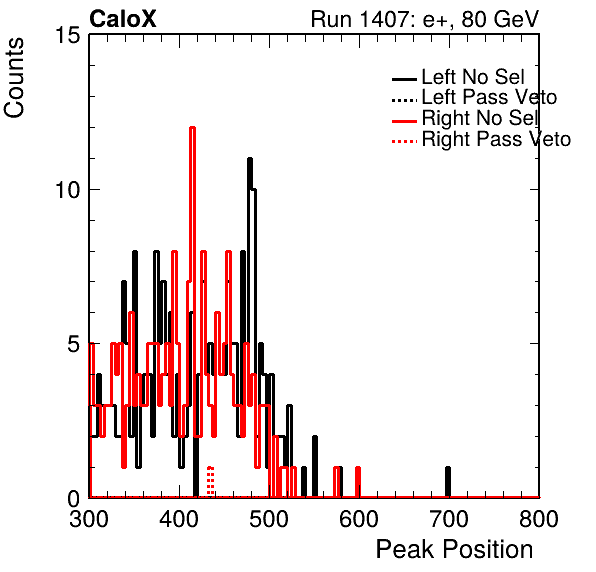 CaloX Run 1407: e+, 80 GeV
Counts
15
10
5
0
Left No Sel
Left Pass Veto
Right No Sel
Right Pass Veto
300 400 500 600 700 800
Peak Position